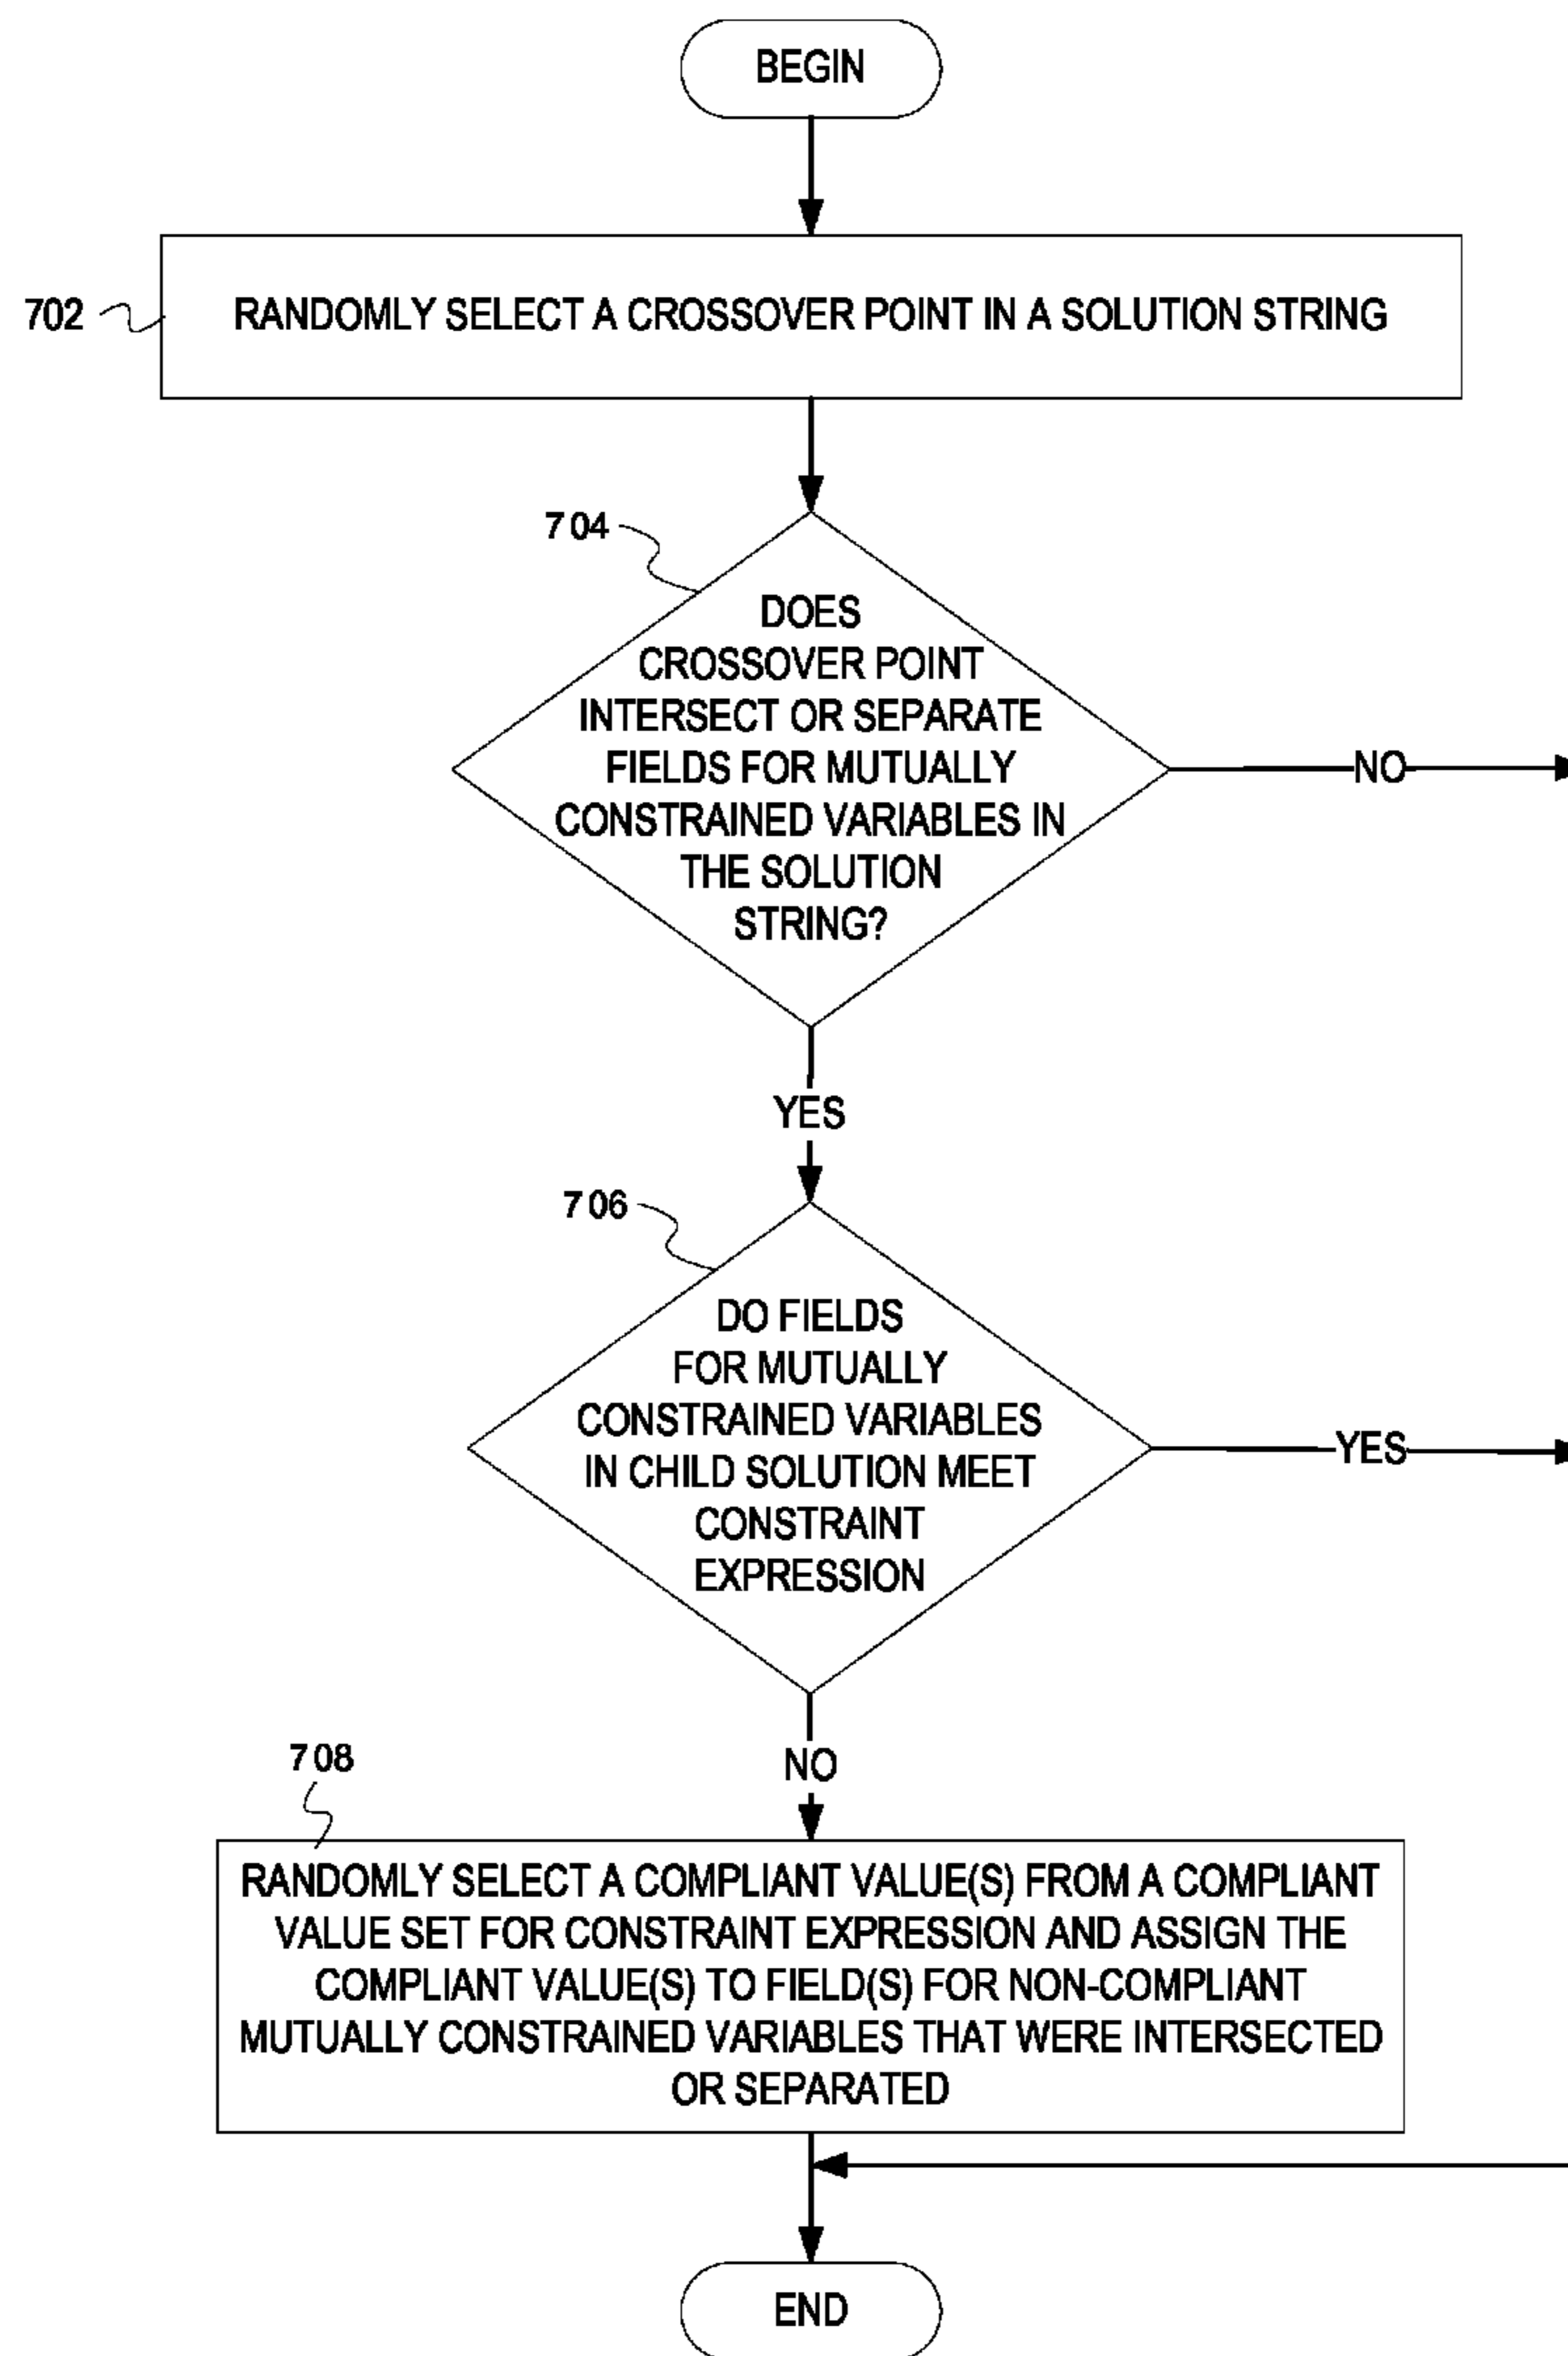 BEGIN
702
RANDOMLY SELECT A CROSSOVER POINT IN A SOLUTION STRING
704
DOES
CROSSOVER POINT
INTERSECT OR SEPARATE
FIELDS FOR MUTUALLY
CONSTRAINED VARIABLES IN
THE SOLUTION
STRING?
NO
YES
706
DO FIELDS
FOR MUTUALLY
CONSTRAINED VARIABLES
IN CHILD SOLUTION MEET
CONSTRAINT
EXPRESSION
YES
NO
708
RANDOMLY SELECT A COMPLIANT VALUE(S) FROM A COMPLIANT
VALUE SET FOR CONSTRAINT EXPRESSION AND ASSIGN THE
COMPLIANT VALUE(S) TO FIELD(S) FOR NON-COMPLIANT
MUTUALLY CONSTRAINED VARIABLES THAT WERE INTERSECTED
OR SEPARATED
END